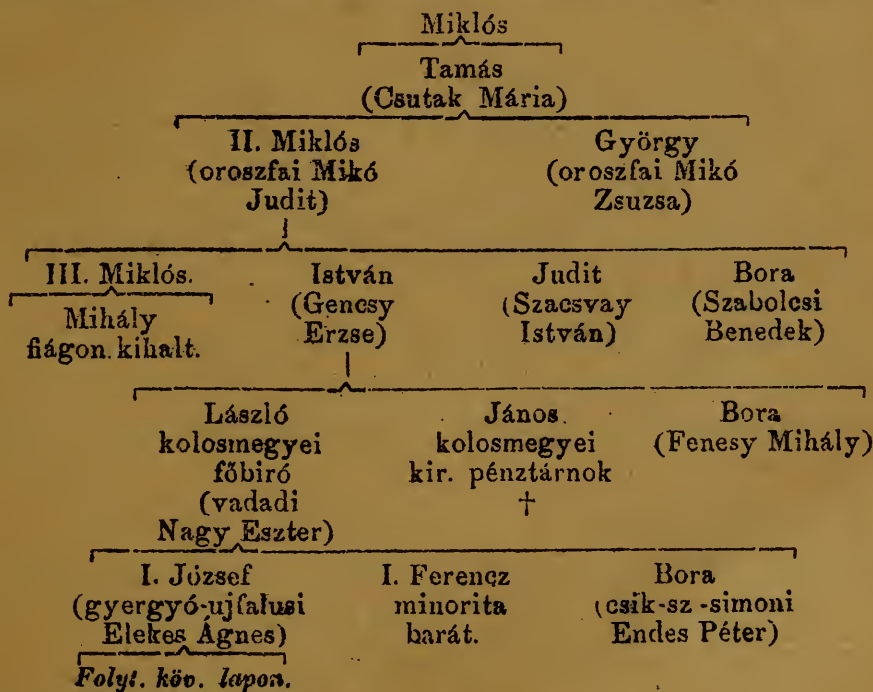 Miklós
Tamás
(Csutak Mária)
II. Miklós György
(oroszfai Mikó (oroszfai Mikó
Judit) Zsuzsa)
III. Miklós. István Judit Bora
(Gencsy (Szacsvay (Szabolcsi
Mihály Erzse) István) Benedek)
fiágon. kihalt.
László János. Bora
kolosmegyei kolosmegyei (Fenesy Mihály)
főbiró kir. pénztárnok
(vadadi †
Nagy Eszter)
I. József I. Ferencz Bora
(gyergyó-ujfalusi minorita (csik-sz -simoni
Elekes Ágnes) barát. Endes Péter)
Folyt. köv. lapon.